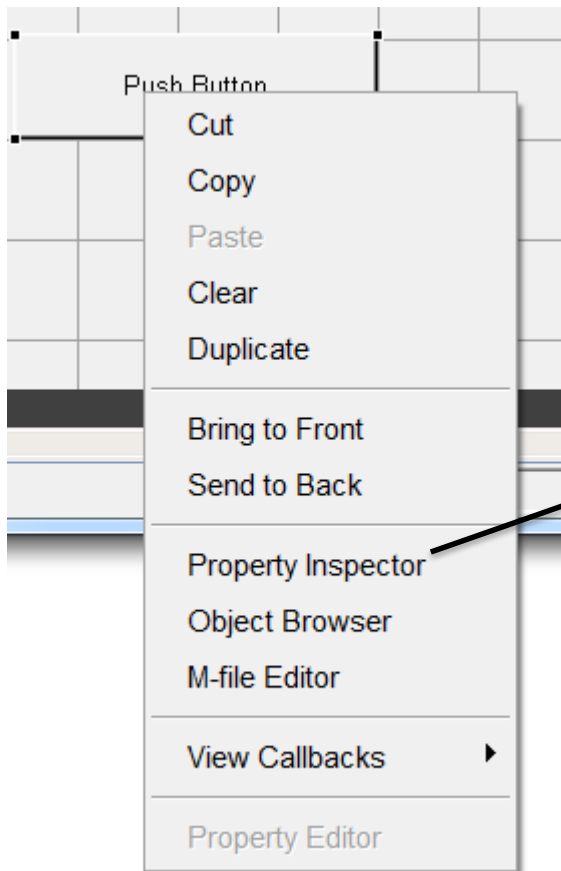 Push Button
Cut
Copy
Paste
Clear
Duplicate
Bring to Front
Send to Back
Property Inspector
Object Browser
M-file Editor
View Callbacks
Property Editor